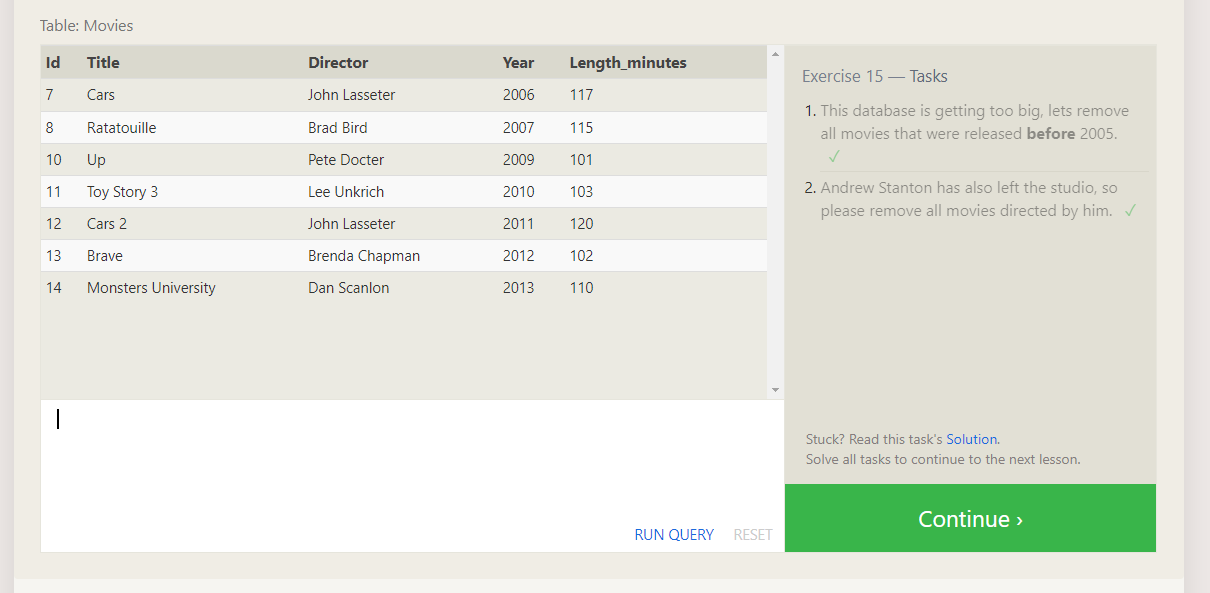 Table: Movies
Id Title Director Year Length_minutes
7 Cars John Lasseter 2006 117
8 Ratatouille Brad Bird 2007 115
10 Up Pete Docter 2009 101
11 Toy Story 3 Lee Unkrich 2010 103
12 Cars 2 John Lasseter 2011 120
13 Brave Brenda Chapman 2012 102
14 Monsters University Dan Scanlon 2013 110
RUN QUERY RESET
Exercise 15 — Tasks
1. This database is getting too big, lets remove
all movies that were released before 2005.
✓
2. Andrew Stanton has also left the studio, so
please remove all movies directed by him. ✓
Stuck? Read this task's Solution.
Solve all tasks to continue to the next lesson.
Continue ›